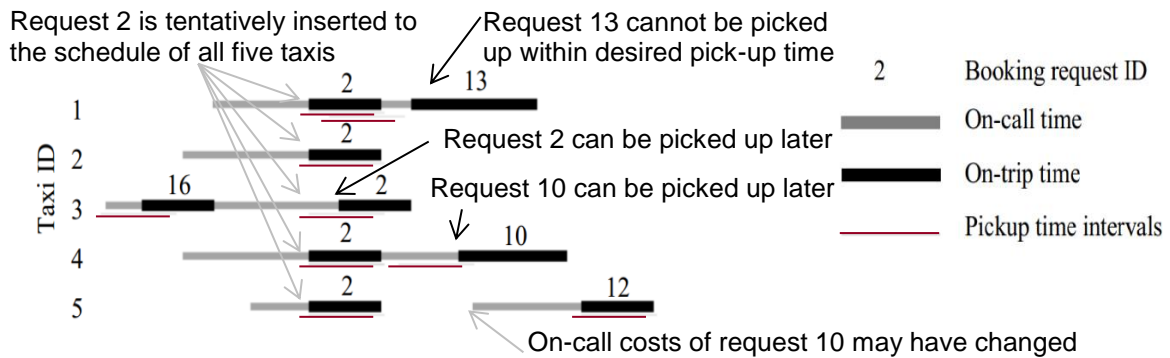 Request 2 is tentatively inserted to
the schedule of all five taxis
Request 13 cannot be picked
up within desired pick-up time
2
13
1
2
2
Request 2 can be picked up later
16
2
3
Request 10 can be picked up later
2
10
4
2
12
5
On-call costs of request 10 may have changed
Taxi ID
2 Booking request ID
On-call time
On-trip time
Pickup time intervals